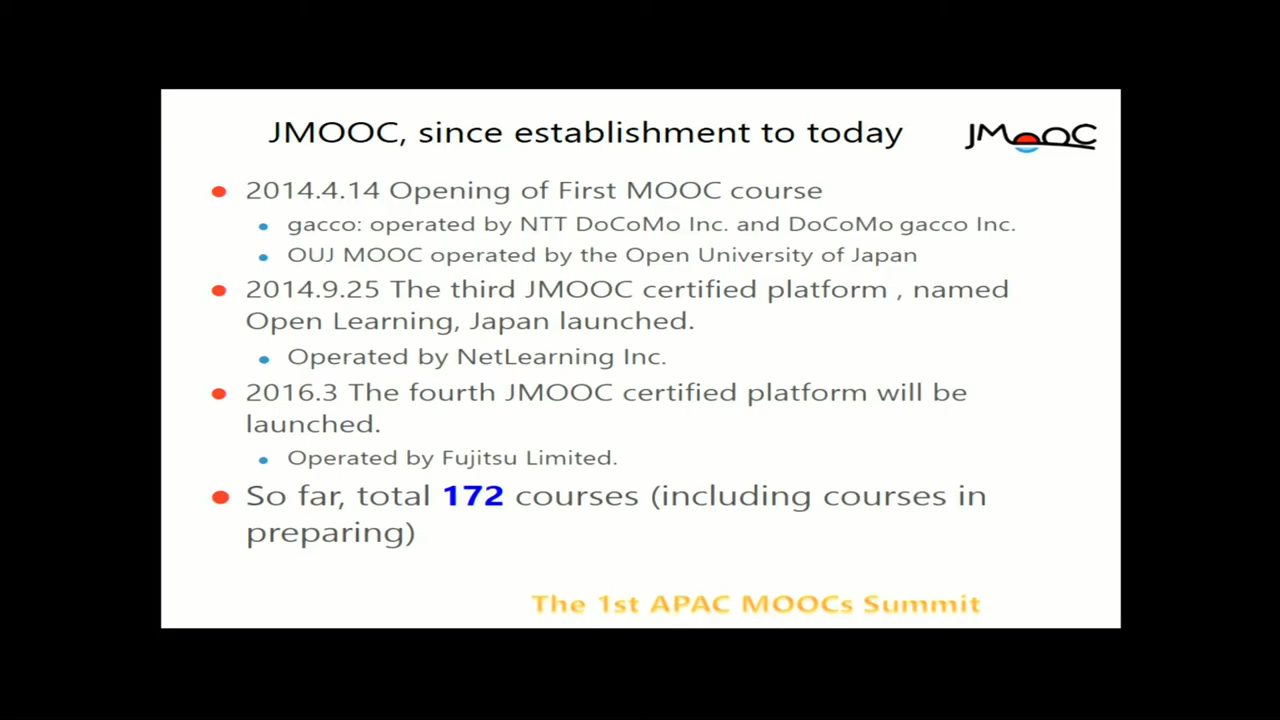 JMOOC, since establishment to today
JMOOC
2014.4.14 Opening of First MOOC course
gacco: operated by NTT DoCoMo Inc. and DoCoMo gacco Inc.
OUJ MOOC operated by the Open University of Japan
2014.9.25 The third JMOOC certified platform , named
Open Learning, Japan launched.
Operated by NetLearning Inc.
2016.3 The fourth JMOOC certified platform will be
launched.
Operated by Fujitsu Limited.
So far, total 172 courses (including courses in
preparing)
The 1st APAC MOOCs Summit